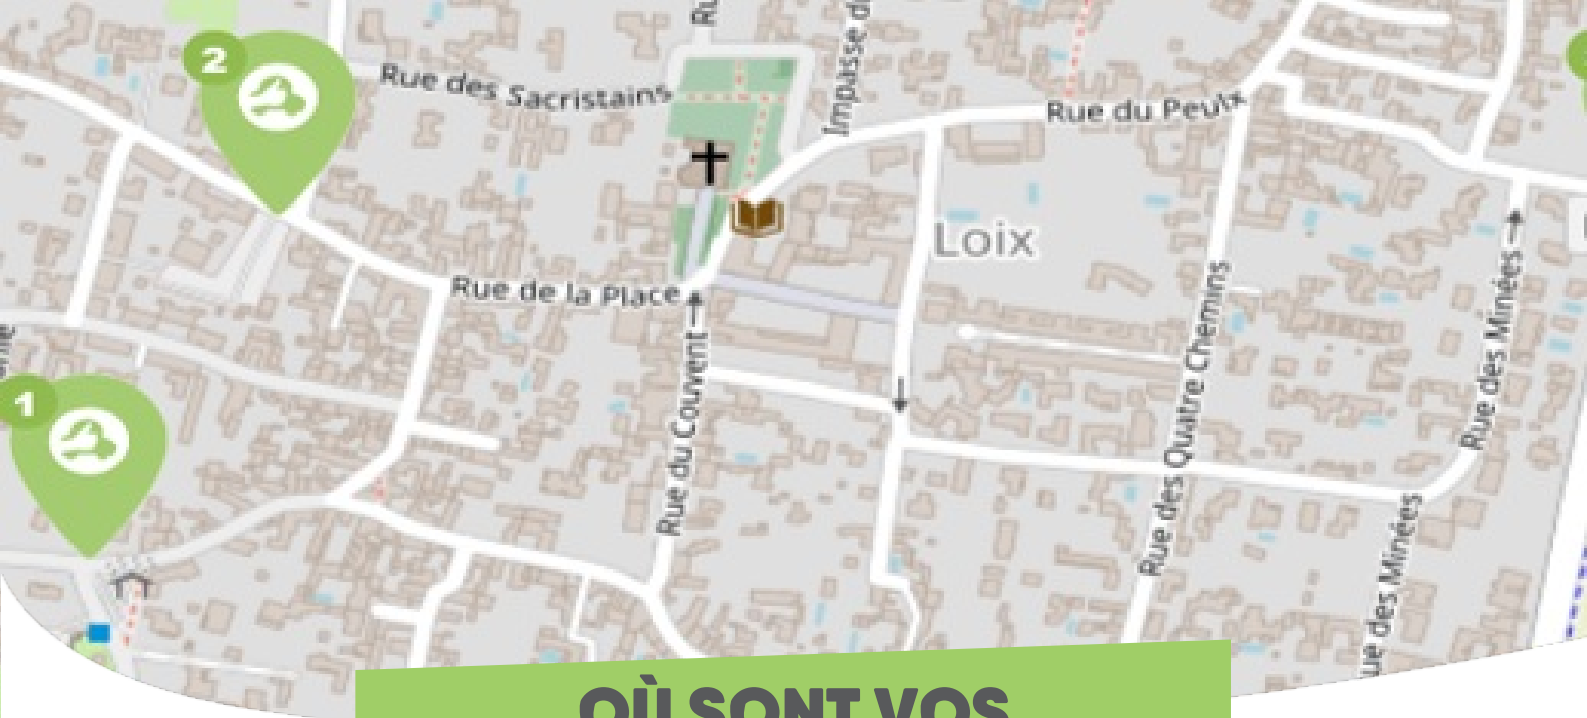 2
Rue des Sacristains
Impasse d
Rue du Peux
Loix
Rue de la Place
Rue du Couvent
Rue des Quatre Chemins
Rue des Minées
1
ue des Minées
OÙ SONT VOS